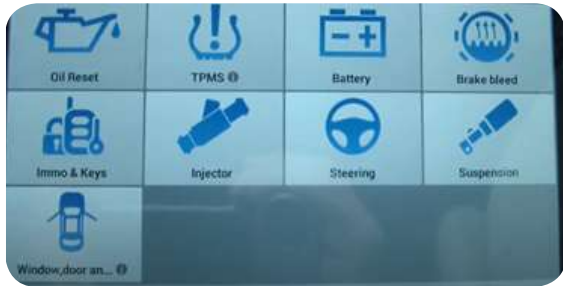 Oil Reset
TPMS
Battery
Brake bleed
Immo & Keys
Injector
Steering
Suspension
Window,door an...